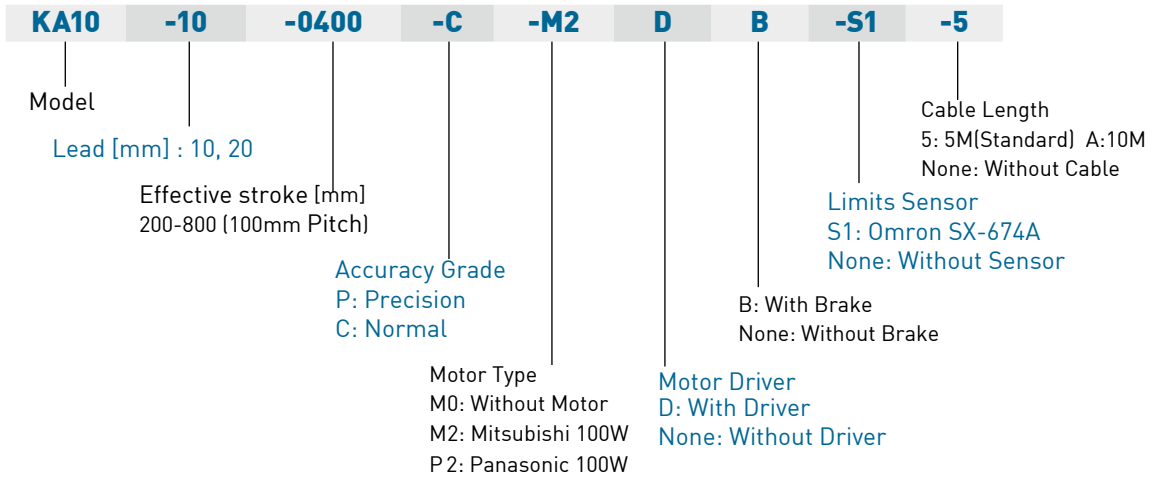 KA10 -10 -0400 -C -M2 D B -S1 -5
Model
Lead [mm] : 10, 20
Effective stroke [mm]
200-800 (100mm Pitch)
Accuracy Grade
P: Precision
C: Normal
Motor Type
M0: Without Motor
M2: Mitsubishi 100W
P2: Panasonic 100W
Motor Driver
D: With Driver
None: Without Driver
B: With Brake
None: Without Brake
Limits Sensor
S1: Omron SX-674A
None: Without Sensor
Cable Length
5: 5M(Standard) A:10M
None: Without Cable